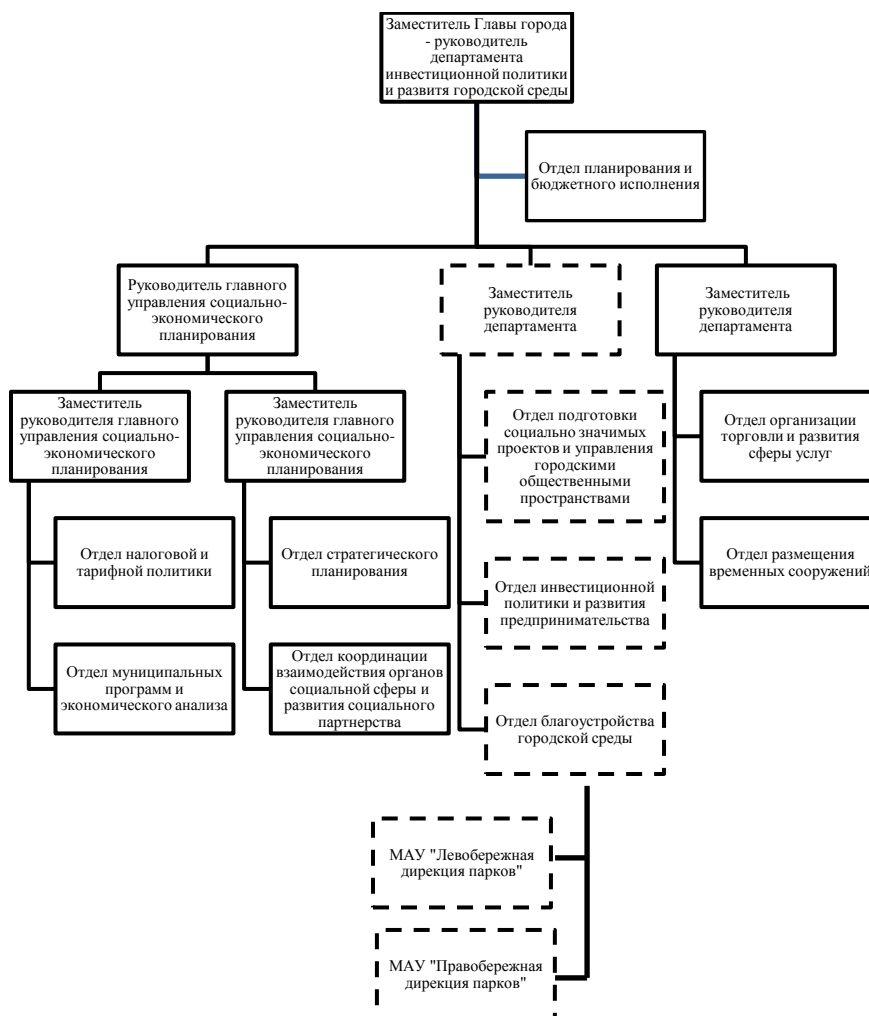 Заместитель Главы города
- руководитель
департамента
инвестиционной политики
и развитя городской среды
Отдел планирования и
бюджетного исполнения
Руководитель главного
управления социально-
экономического
планирования
Заместитель
руководителя
департамента
Заместитель
руководителя
департамента
Заместитель
руководителя главного
управления социально-
экономического
планирования
Заместитель
руководителя главного
управления социально-
экономического
планирования
Отдел подготовки
социально значимых
проектов и управления
городскими
общественными
пространствами
Отдел организации
торговли и развития
сферы услуг
Отдел налоговой и
тарифной политики
Отдел стратегического
планирования
Отдел инвестиционной
политики и развития
предпринимательства
Отдел размещения
временных сооружений
Отдел муниципальных
программ и
экономического анализа
Отдел координации
взаимодействия органов
социальной сферы и
развития социального
партнерства
Отдел благоустройства
городской среды
МАУ "Левобережная
дирекция парков"
МАУ "Правобережная
дирекция парков"